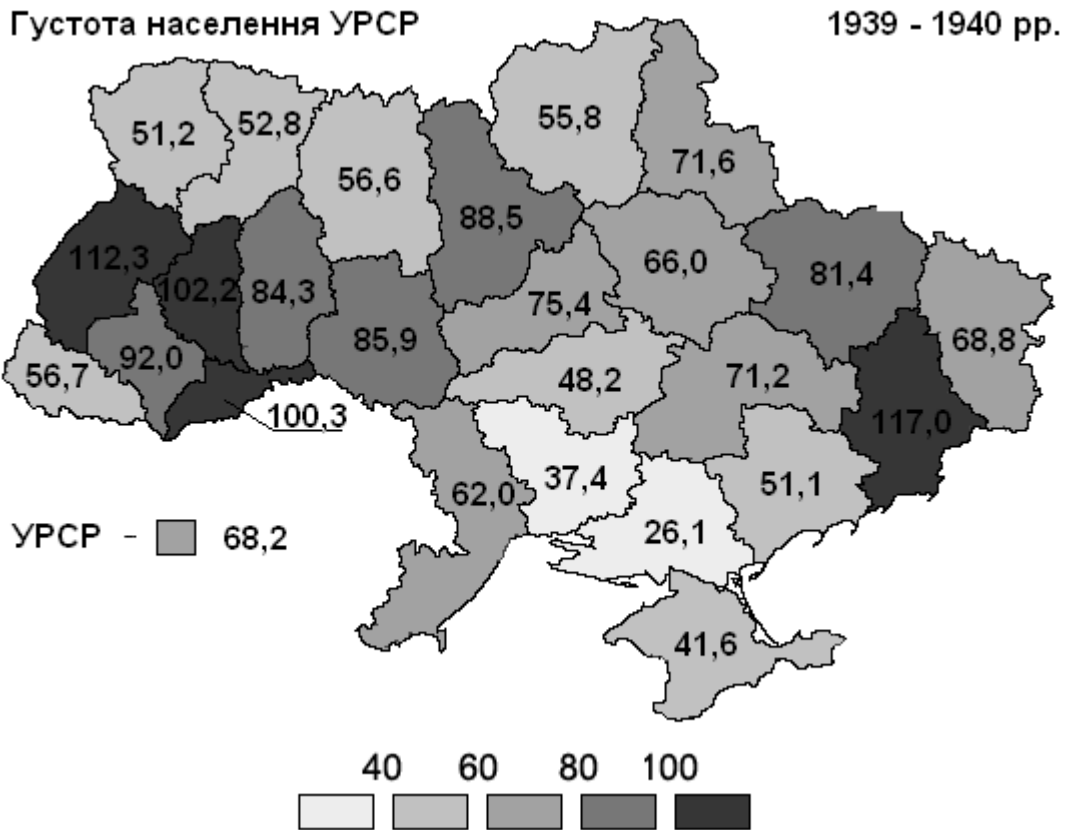 Густота населення УРСР 1939 - 1940 рр.
51,2 52,8 56,6 55,8 71,6
112,3 102,2 84,3 88,5 66,0 81,4 68,8
56,7 92,0 85,9 75,4 48,2 71,2 117,0
100,3
62,0 37,4 26,1 51,1
УРСР - 68,2
41,6
40 60 80 100